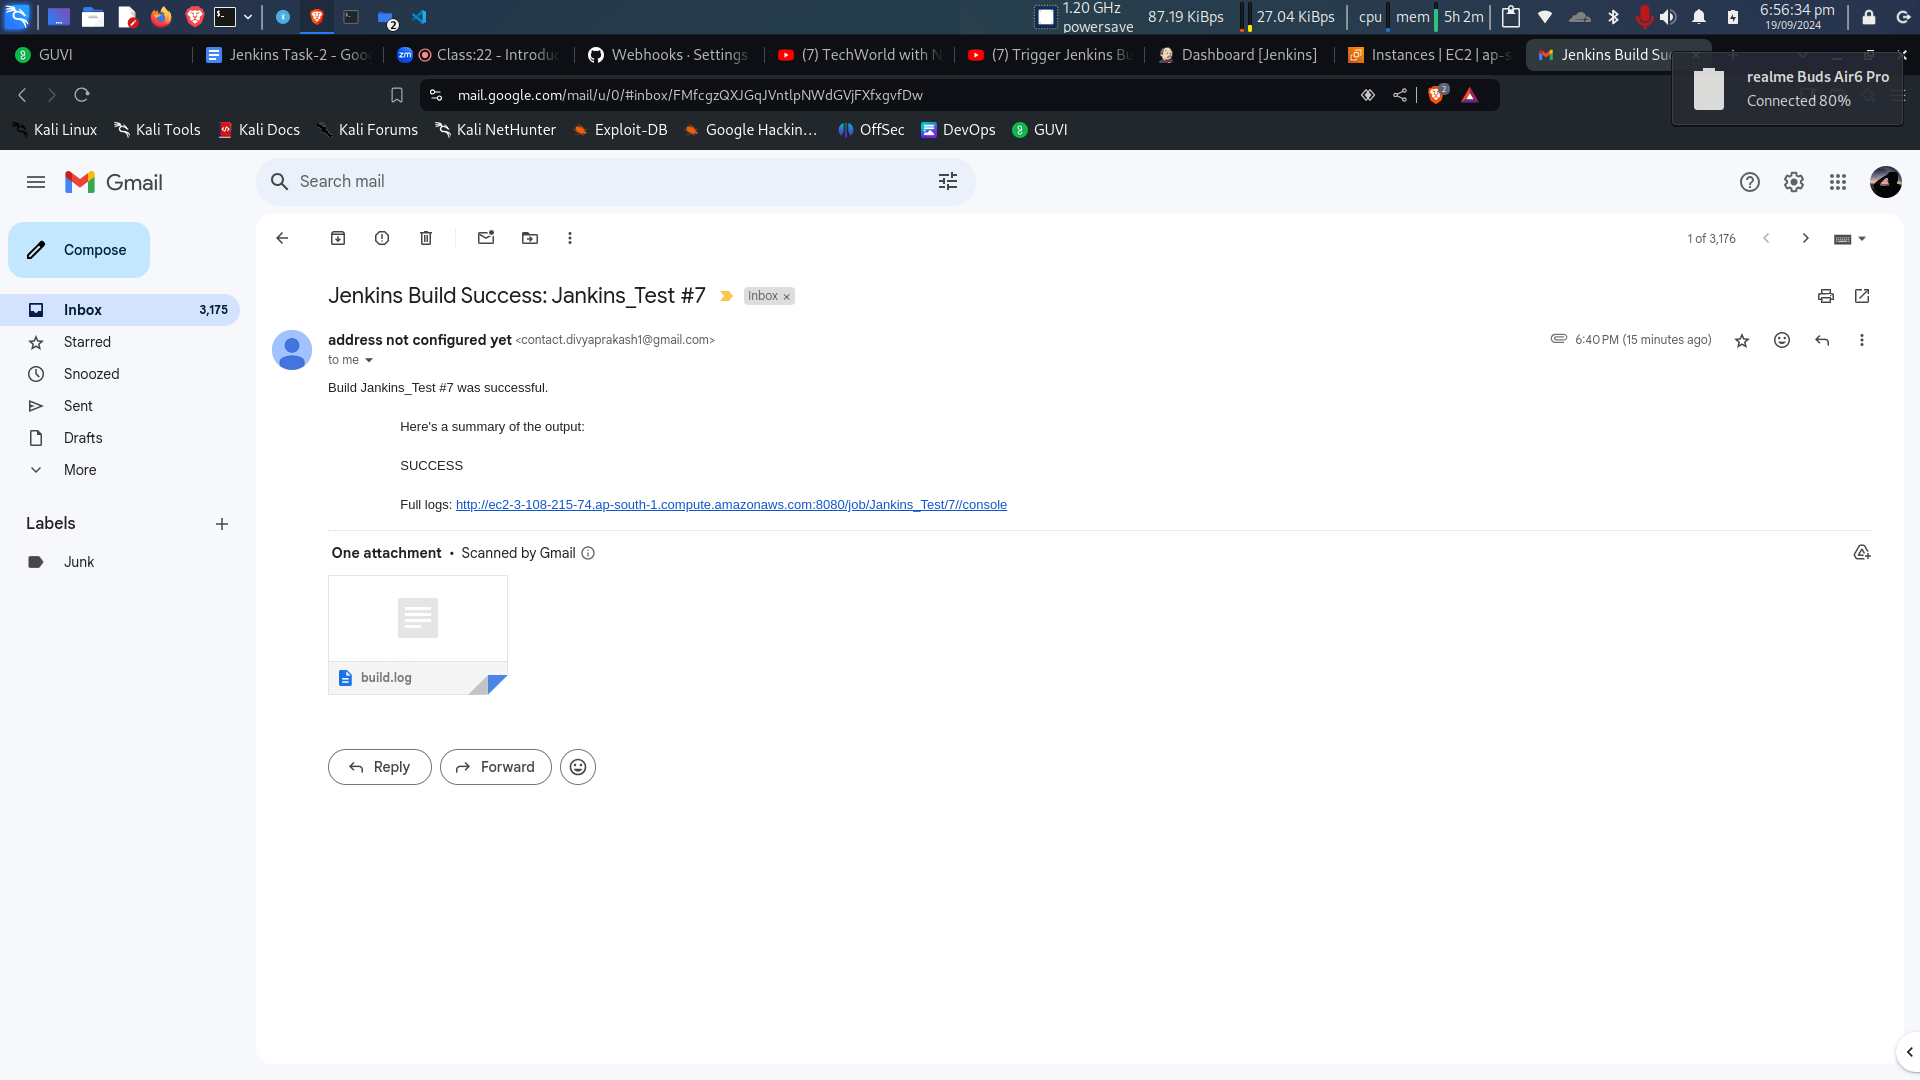 1.20 GHz
powersave
87.19 KiBps
27.04 KiBps
cpu
mem
5h 2m
6:56:34 pm
19/09/2024
2
GUVI
Jenkins Task-2 - Goo
Class:22 - Introduc
Webhooks · Settings
(7) TechWorld with N
(7) Trigger Jenkins Bu
Dashboard [Jenkins]
Instances | EC2 | ap-s
Jenkins Build Suc
realme Buds Air6 Pro
Connected 80%
mail.google.com/mail/u/0/#inbox/FMfcgzQXJGqJVntlpNWdGVjFXfxgvfDw
2
Kali Linux
Kali Tools
Kali Docs
Kali Forums
Kali NetHunter
Exploit-DB
Google Hackin…
OffSec
DevOps
GUVI
Gmail
Search mail
Compose
1 of 3,176
Inbox
3,175
Starred
Snoozed
Sent
Drafts
More
Labels
Junk
Jenkins Build Success: Jankins_Test #7
Inbox
address not configured yet <contact.divyaprakash1@gmail.com>
6:40 PM (15 minutes ago)
to me
Build Jankins_Test #7 was successful.
Here's a summary of the output:
SUCCESS
Full logs: http://ec2-3-108-215-74.ap-south-1.compute.amazonaws.com:8080/job/Jankins_Test/7//console
One attachment • Scanned by Gmail
build.log
Reply
Forward